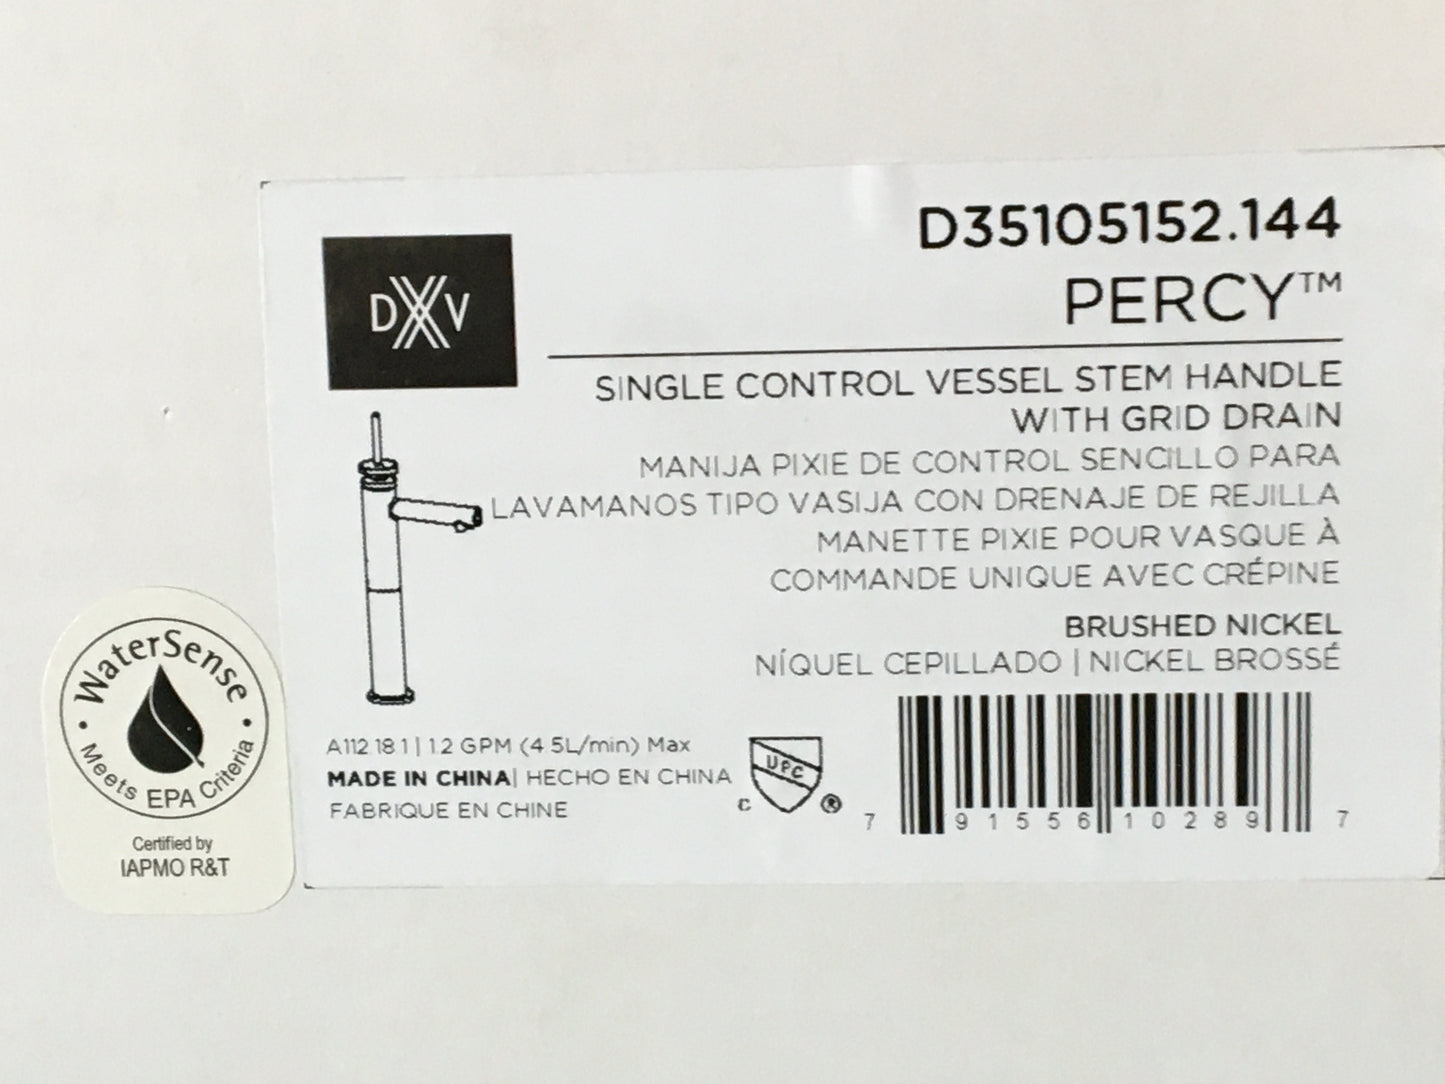 D35105152.144
PERCY™
DXV
SINGLE CONTROL VESSEL STEM HANDLE
WITH GRID DRAIN
MANIJA PIXIE DE CONTROL SENCILLO PARA
LAVAMANOS TIPO VASIJA CON DRENAJE DE REJILLA
MANETTE PIXIE POUR VASQUE À
COMMANDE UNIQUE AVEC CRÉPINE
BRUSHED NICKEL
NÍQUEL CEPILLADO | NICKEL BROSSÉ
A112.18.1 | 1.2 GPM (4.5L/min) Max
MADE IN CHINA| HECHO EN CHINA
FABRIQUE EN CHINE
UPC
C ®
7 91556 10289 7
WaterSense
Meets EPA Criteria
Certified by
IAPMO R&T